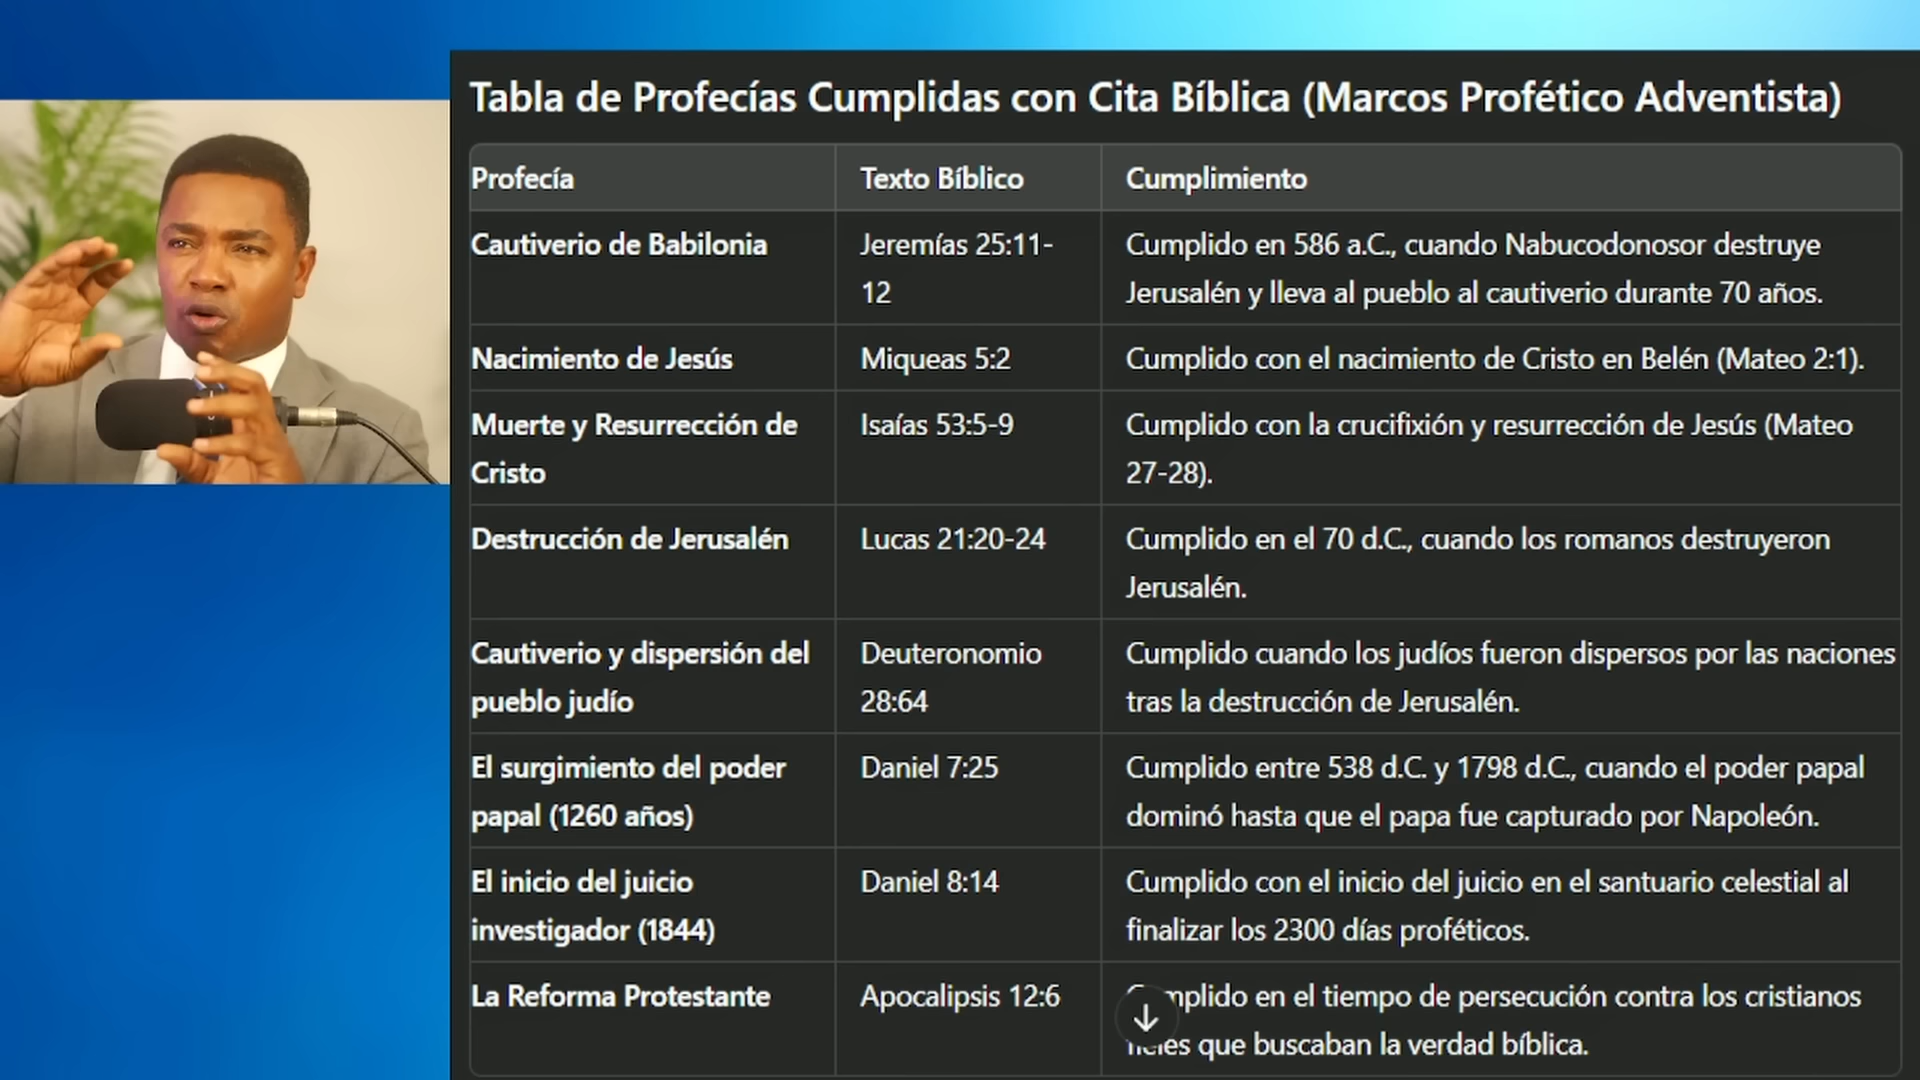 Tabla de Profecías Cumplidas con Cita Bíblica (Marcos Profético Adventista)
Profecía
Texto Bíblico
Cumplimiento
Cautiverio de Babilonia
Jeremías 25:11-
12
Cumplido en 586 a.C., cuando Nabucodonosor destruye
Jerusalén y lleva al pueblo al cautiverio durante 70 años.
Nacimiento de Jesús
Miqueas 5:2
Cumplido con el nacimiento de Cristo en Belén (Mateo 2:1).
Muerte y Resurrección de
Cristo
Isaías 53:5-9
Cumplido con la crucifixión y resurrección de Jesús (Mateo
27-28).
Destrucción de Jerusalén
Lucas 21:20-24
Cumplido en el 70 d.C., cuando los romanos destruyeron
Jerusalén.
Cautiverio y dispersión del
pueblo judío
Deuteronomio
28:64
Cumplido cuando los judíos fueron dispersos por las naciones
tras la destrucción de Jerusalén.
El surgimiento del poder
papal (1260 años)
Daniel 7:25
Cumplido entre 538 d.C. y 1798 d.C., cuando el poder papal
dominó hasta que el papa fue capturado por Napoleón.
El inicio del juicio
investigador (1844)
Daniel 8:14
Cumplido con el inicio del juicio en el santuario celestial al
finalizar los 2300 días proféticos.
La Reforma Protestante
Apocalipsis 12:6
Cumplido en el tiempo de persecución contra los cristianos
fieles que buscaban la verdad bíblica.